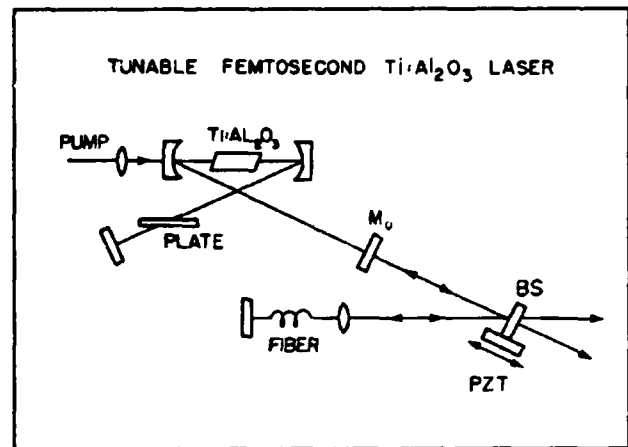 TUNABLE FEMTOSECOND Ti:Al₂O₃ LASER
Ti:AL₂O₃
PUMP
PLATE
M₀
BS
FIBER
PZT